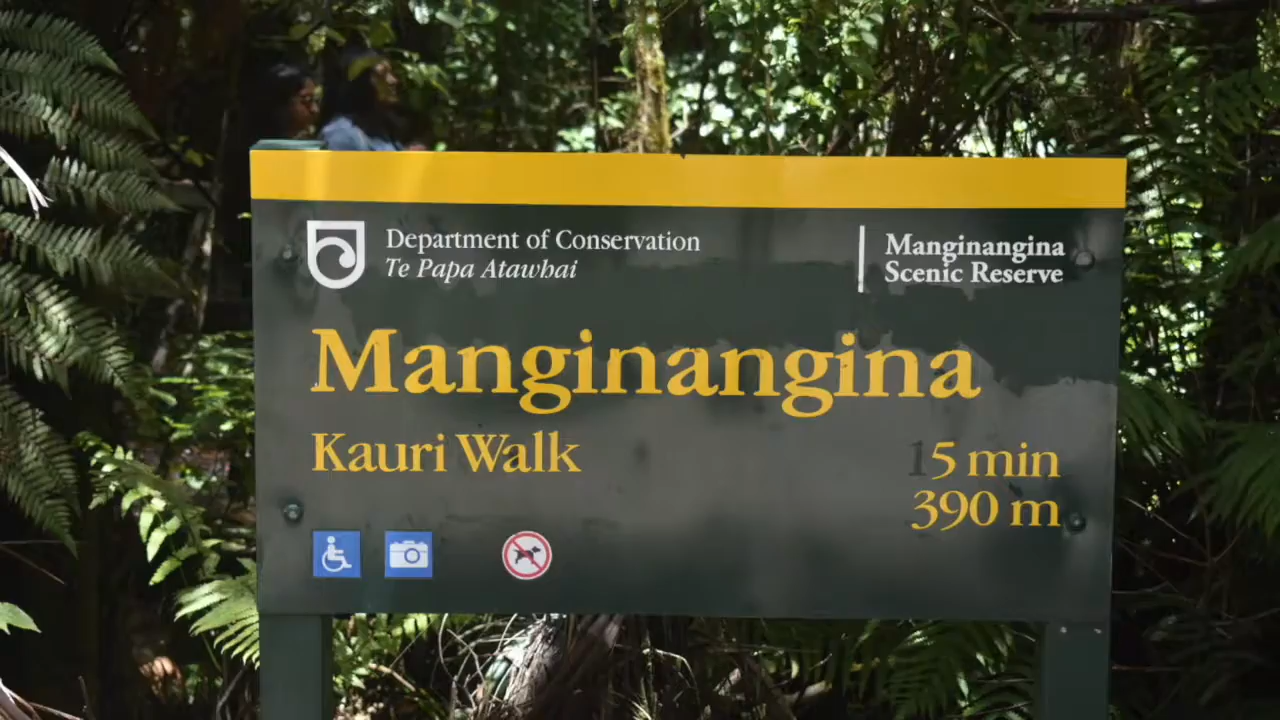 Department of Conservation
Te Papa Atawhai
Manginangina
Scenic Reserve
Manginangina
Kauri Walk
15 min
390 m